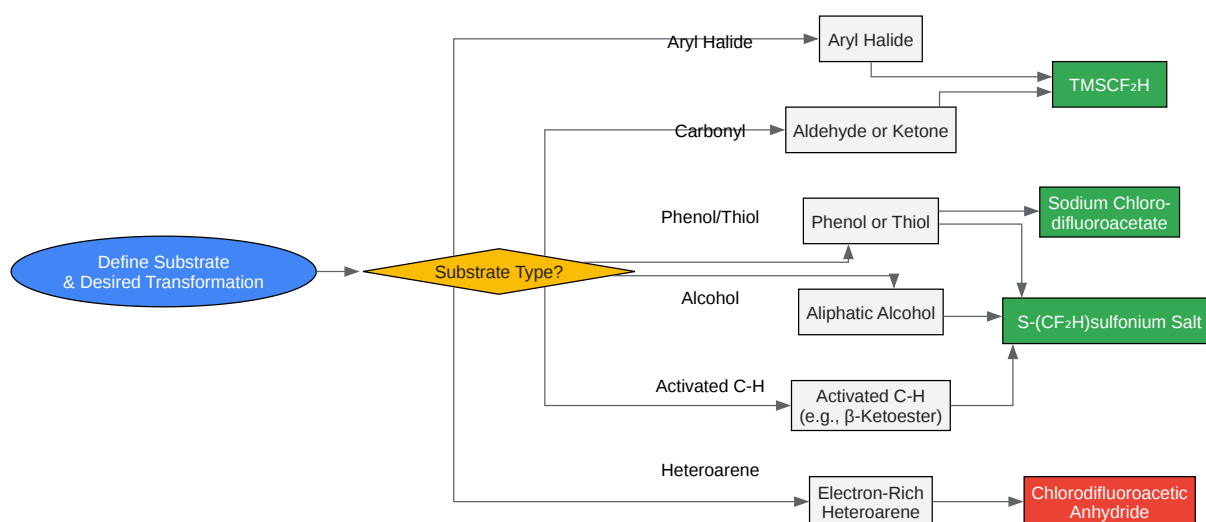 Aryl Halide
Aryl Halide
TMSCF₂H
Carbonyl
Aldehyde or Ketone
Phenol/Thiol
Phenol or Thiol
Sodium Chloro-
difluoroacetate
Define Substrate
& Desired Transformation
Substrate Type?
Alcohol
Aliphatic Alcohol
S-(CF₂H)sulfonium Salt
Activated C-H
Activated C-H
(e.g., β-Ketoester)
Heteroarene
Electron-Rich
Heteroarene
Chlorodifluoroacetic
Anhydride